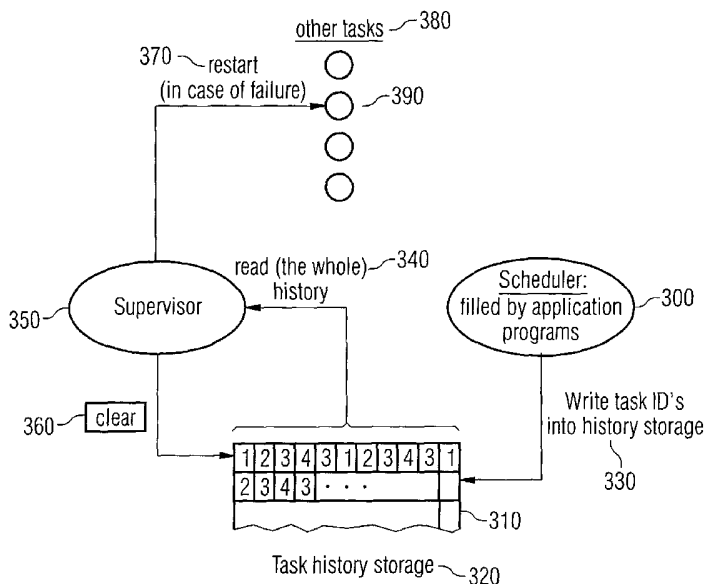 other tasks 380
370 restart
(in case of failure)
390
read (the whole) 340
history
350 Supervisor
Scheduler:
filled by application
programs
300
360 clear
Write task ID's
into history storage
330
1 2 3 4 3 1 2 3 4 3 1
2 3 4 3 . . .
310
Task history storage 320